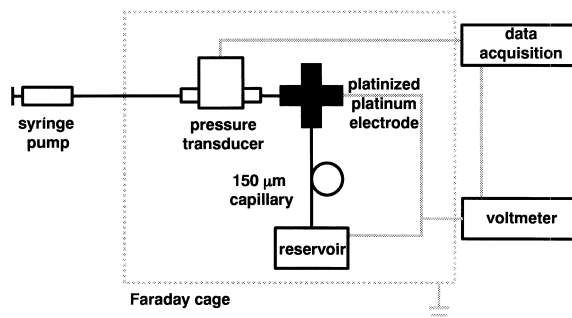 data
acquisition
platinized
platinum
electrode
syringe
pump
pressure
transducer
150 µm
capillary
voltmeter
reservoir
Faraday cage